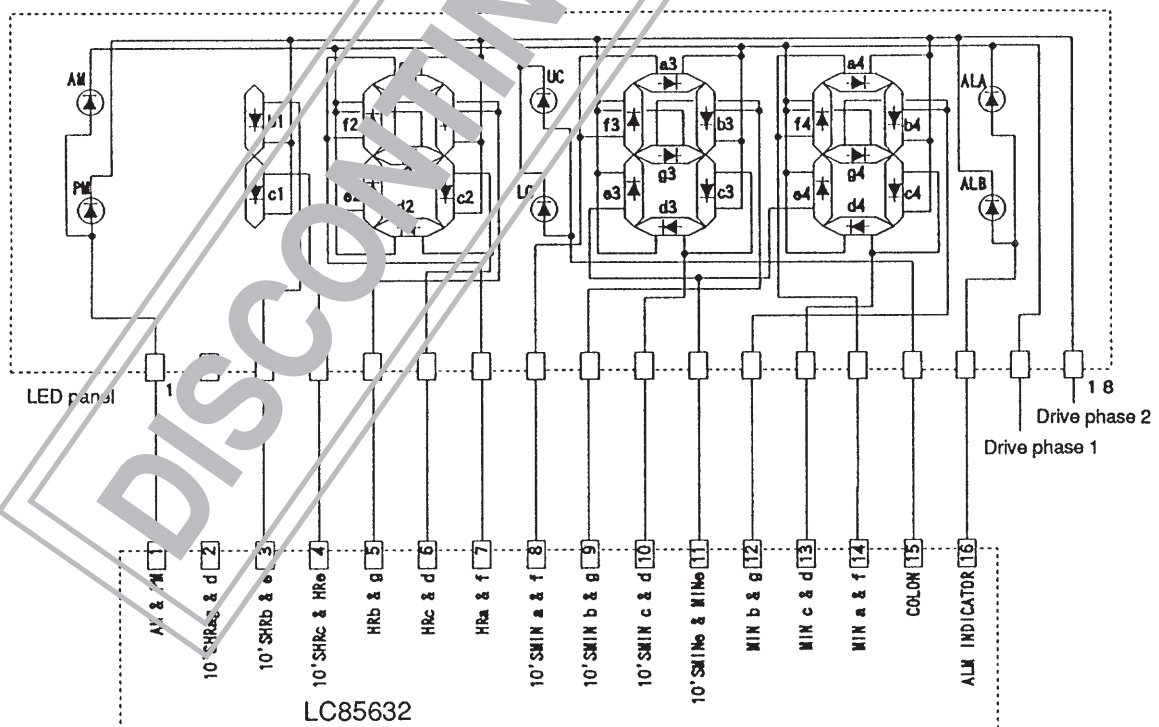 AM
PM
b1
c1
f2
e2
d2
c2
UC
LC
a3
f3
b3
g3
e3
c3
d3
a4
f4
b4
g4
e4
c4
d4
ALA
ALB
LED panel
1
1 8
Drive phase 2
Drive phase 1
1
2
3
4
5
6
7
8
9
10
11
12
13
14
15
16
AM & PM
10'SHRag & d
10'SHRb & e
10'SHRc & HRe
HRb & g
HRc & d
HRa & f
10'SMIN a & f
10'SMIN b & g
10'SMIN c & d
10'SMINe & MINe
MIN b & g
MIN c & d
MIN a & f
COLON
ALM INDICATOR
LC85632
DISCONTIN